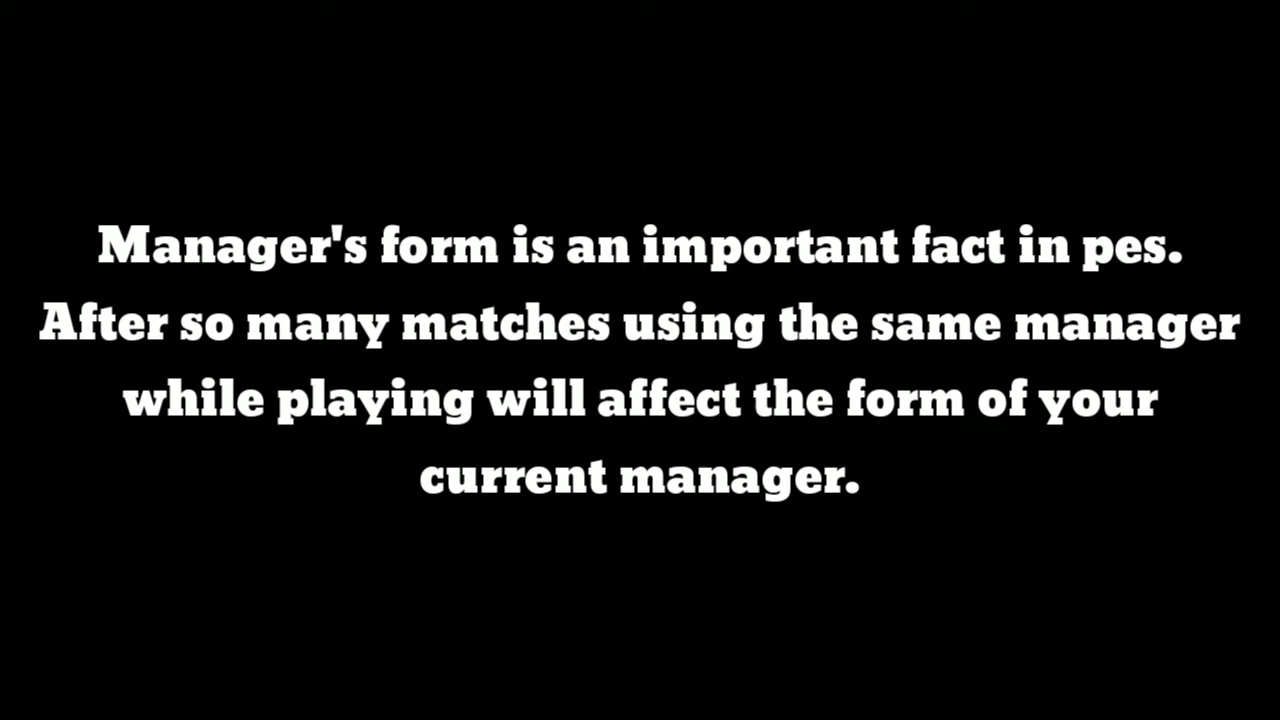 Manager's form is an important fact in pes.
After so many matches using the same manager
while playing will affect the form of your
current manager.